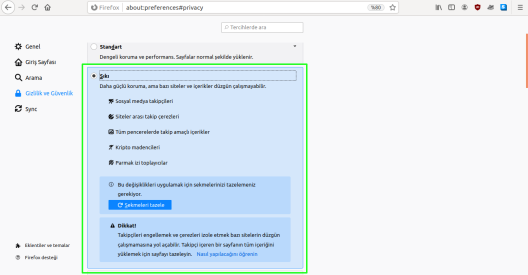 Firefox
about:preferences#privacy
%80
Tercihlerde ara
Genel
Giriş Sayfası
Arama
Gizlilik ve Güvenlik
Sync
Eklentiler ve temalar
Firefox desteği
Standart
Dengeli koruma ve performans. Sayfalar normal şekilde yüklenir.
Sıkı
Daha güçlü koruma, ama bazı siteler ve içerikler düzgün çalışmayabilir.
Sosyal medya takipçileri
Siteler arası takip çerezleri
Tüm pencerelerde takip amaçlı içerikler
Kripto madencileri
Parmak izi toplayıcılar
Bu değişiklikleri uygulamak için sekmelerinizi tazelemeniz
gerekiyor.
Sekmeleri tazele
Dikkat!
Takipçileri engellemek ve çerezleri izole etmek bazı sitelerin düzgün
çalışmamasına yol açabilir. Takipçi içeren bir sayfanın tüm içeriğini
yüklemek için sayfayı tazeleyin. Nasıl yapılacağını öğrenin